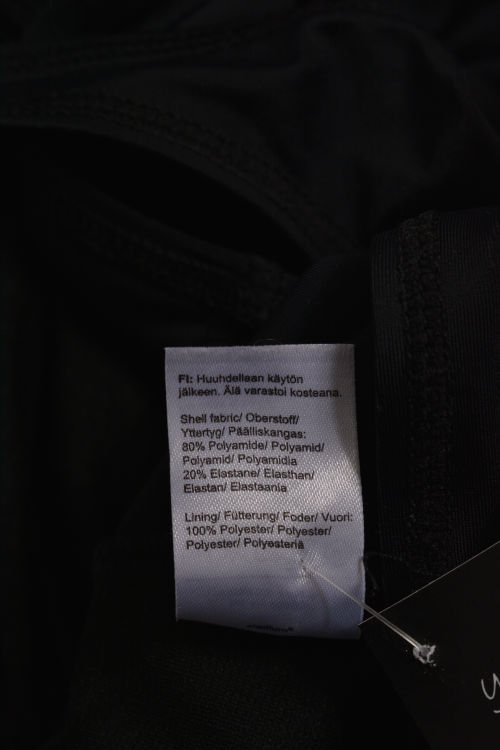 FI: Huuhdellaan käytön
jälkeen. Älä varastoi kosteana.
Shell fabric/ Oberstoff/
Yttertyg/ Päälliskangas:
80% Polyamide/ Polyamid/
Polyamid/ Polyamidia
20% Elastane/ Elasthan/
Elastan/ Elastaania
Lining/ Fütterung/ Foder/ Vuori:
100% Polyester/ Polyester/
Polyester/ Polyesteriä